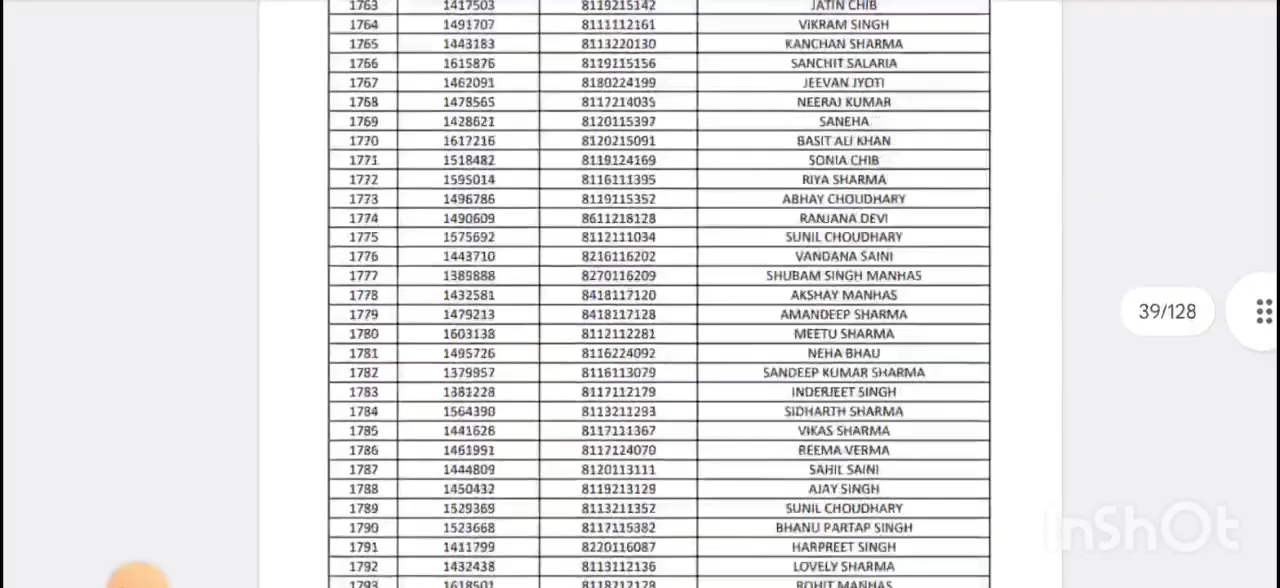 1763 1417503 8119215142 JATIN CHIB
1764 1491707 8111112161 VIKRAM SINGH
1765 1443183 8113220130 KANCHAN SHARMA
1766 1615876 8119115156 SANCHIT SALARIA
1767 1462091 8180224199 JEEVAN JYOTI
1768 1478565 8117214035 NEERAJ KUMAR
1769 1428621 8120115397 SANEHA
1770 1617216 8120215091 BASIT ALI KHAN
1771 1518482 8119124169 SONIA CHIB
1772 1595014 8116111395 RIYA SHARMA
1773 1496786 8119115352 ABHAY CHOUDHARY
1774 1490609 8611218128 RANJANA DEVI
1775 1575692 8112111034 SUNIL CHOUDHARY
1776 1443710 8216116202 VANDANA SAINI
1777 1389888 8270116209 SHUBAM SINGH MANHAS
1778 1432581 8418117120 AKSHAY MANHAS
1779 1479213 8418117128 AMANDEEP SHARMA
1780 1603138 8112112281 MEETU SHARMA
1781 1495726 8116224092 NEHA BHAU
1782 1379957 8116113079 SANDEEP KUMAR SHARMA
1783 1381228 8117112179 INDERJEET SINGH
1784 1564390 8113211293 SIDHARTH SHARMA
1785 1441628 8117111367 VIKAS SHARMA
1786 1461991 8117124070 REEMA VERMA
1787 1444809 8120113111 SAHIL SAINI
1788 1450432 8119213129 AJAY SINGH
1789 1529369 8113211352 SUNIL CHOUDHARY
1790 1523668 8117115382 BHANU PARTAP SINGH
1791 1411799 8220116087 HARPREET SINGH
1792 1432438 8113112136 LOVELY SHARMA
1793 1618501 8118212128 ROHIT MANHAS
39/128
InShOt